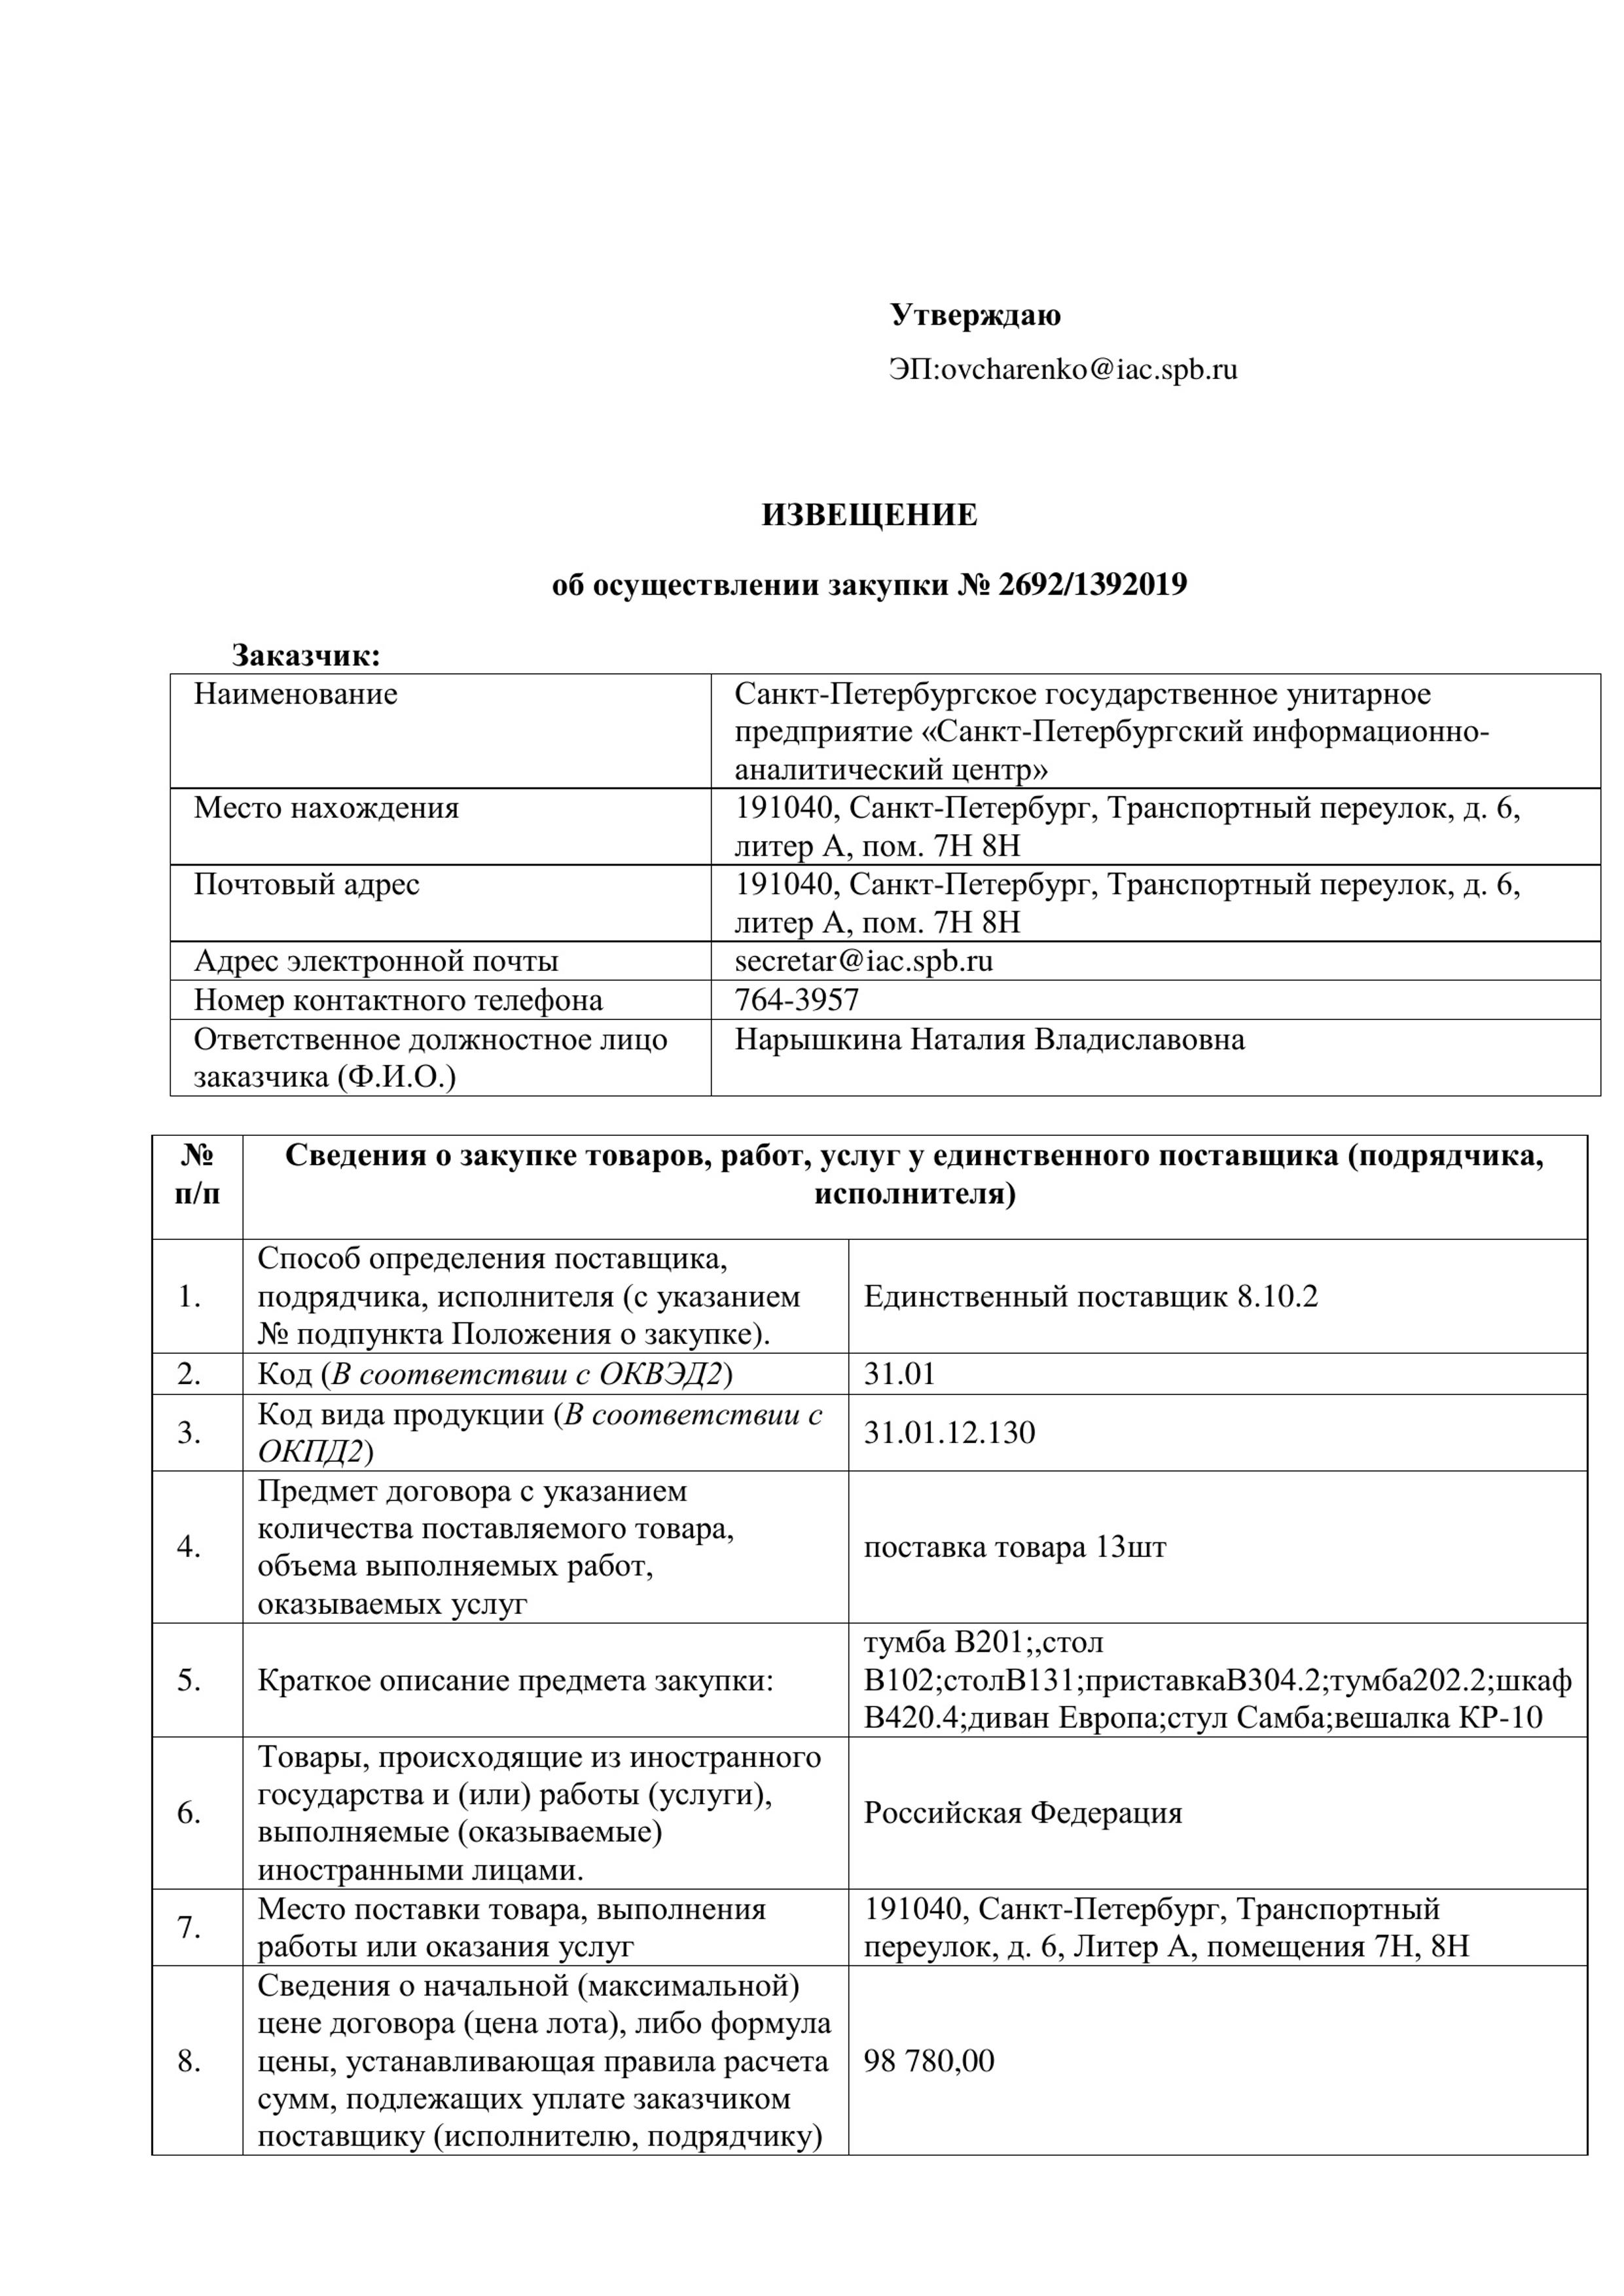 Утверждаю
ЭП:ovcharenko@iac.spb.ru
ИЗВЕЩЕНИЕ
об осуществлении закупки № 2692/1392019
Заказчик:
Наименование
Санкт-Петербургское государственное унитарное
предприятие «Санкт-Петербургский информационно-
аналитический центр»
Место нахождения
191040, Санкт-Петербург, Транспортный переулок, д. 6,
литер А, пом. 7Н 8Н
Почтовый адрес
191040, Санкт-Петербург, Транспортный переулок, д. 6,
литер А, пом. 7Н 8Н
Адрес электронной почты
secretar@iac.spb.ru
Номер контактного телефона
764-3957
Ответственное должностное лицо
заказчика (Ф.И.О.)
Нарышкина Наталия Владиславовна
№
п/п
Сведения о закупке товаров, работ, услуг у единственного поставщика (подрядчика,
исполнителя)
1.
Способ определения поставщика,
подрядчика, исполнителя (с указанием
№ подпункта Положения о закупке).
Единственный поставщик 8.10.2
2.
Код (В соответствии с ОКВЭД2)
31.01
3.
Код вида продукции (В соответствии с
ОКПД2)
31.01.12.130
4.
Предмет договора с указанием
количества поставляемого товара,
объема выполняемых работ,
оказываемых услуг
поставка товара 13шт
5.
Краткое описание предмета закупки:
тумба В201;,стол
В102;столВ131;приставкаВ304.2;тумба202.2;шкаф
В420.4;диван Европа;стул Самба;вешалка КР-10
6.
Товары, происходящие из иностранного
государства и (или) работы (услуги),
выполняемые (оказываемые)
иностранными лицами.
Российская Федерация
7.
Место поставки товара, выполнения
работы или оказания услуг
191040, Санкт-Петербург, Транспортный
переулок, д. 6, Литер А, помещения 7Н, 8Н
8.
Сведения о начальной (максимальной)
цене договора (цена лота), либо формула
цены, устанавливающая правила расчета
сумм, подлежащих уплате заказчиком
поставщику (исполнителю, подрядчику)
98 780,00